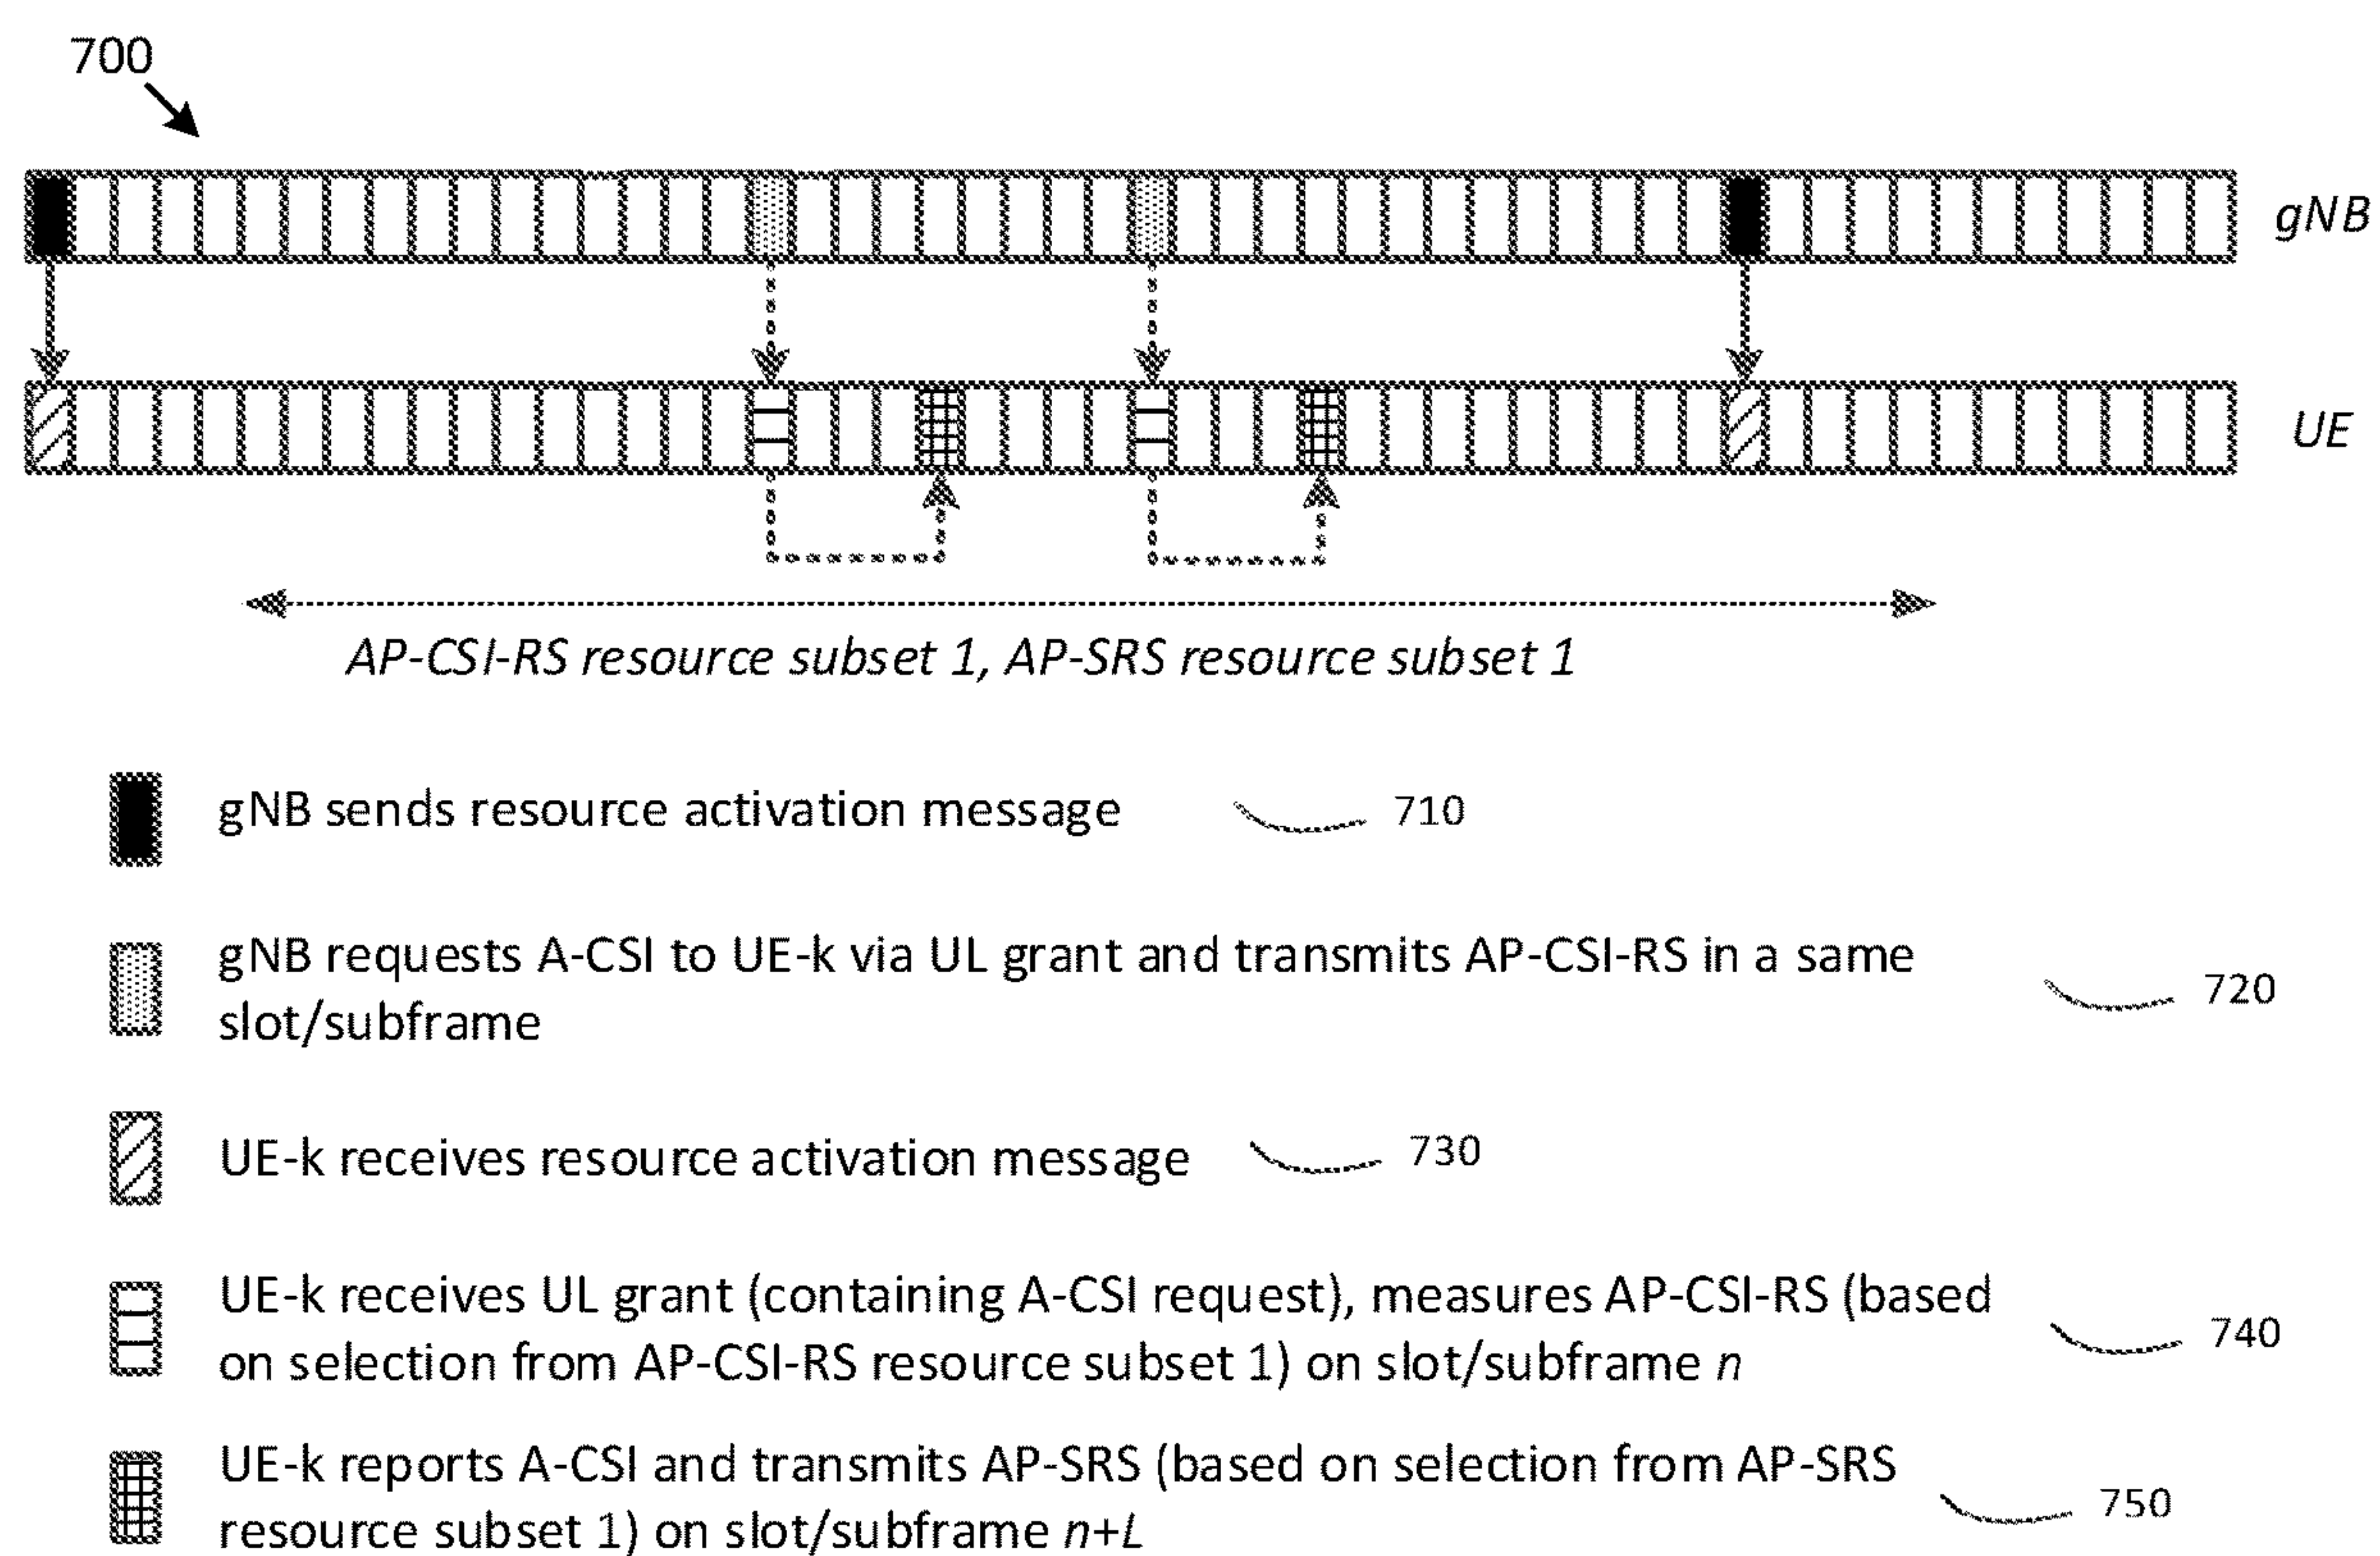 700
gNB
UE
AP-CSI-RS resource subset 1, AP-SRS resource subset 1
gNB sends resource activation message 710
gNB requests A-CSI to UE-k via UL grant and transmits AP-CSI-RS in a same
slot/subframe
720
UE-k receives resource activation message 730
UE-k receives UL grant (containing A-CSI request), measures AP-CSI-RS (based
on selection from AP-CSI-RS resource subset 1) on slot/subframe n
740
UE-k reports A-CSI and transmits AP-SRS (based on selection from AP-SRS
resource subset 1) on slot/subframe n+L
750